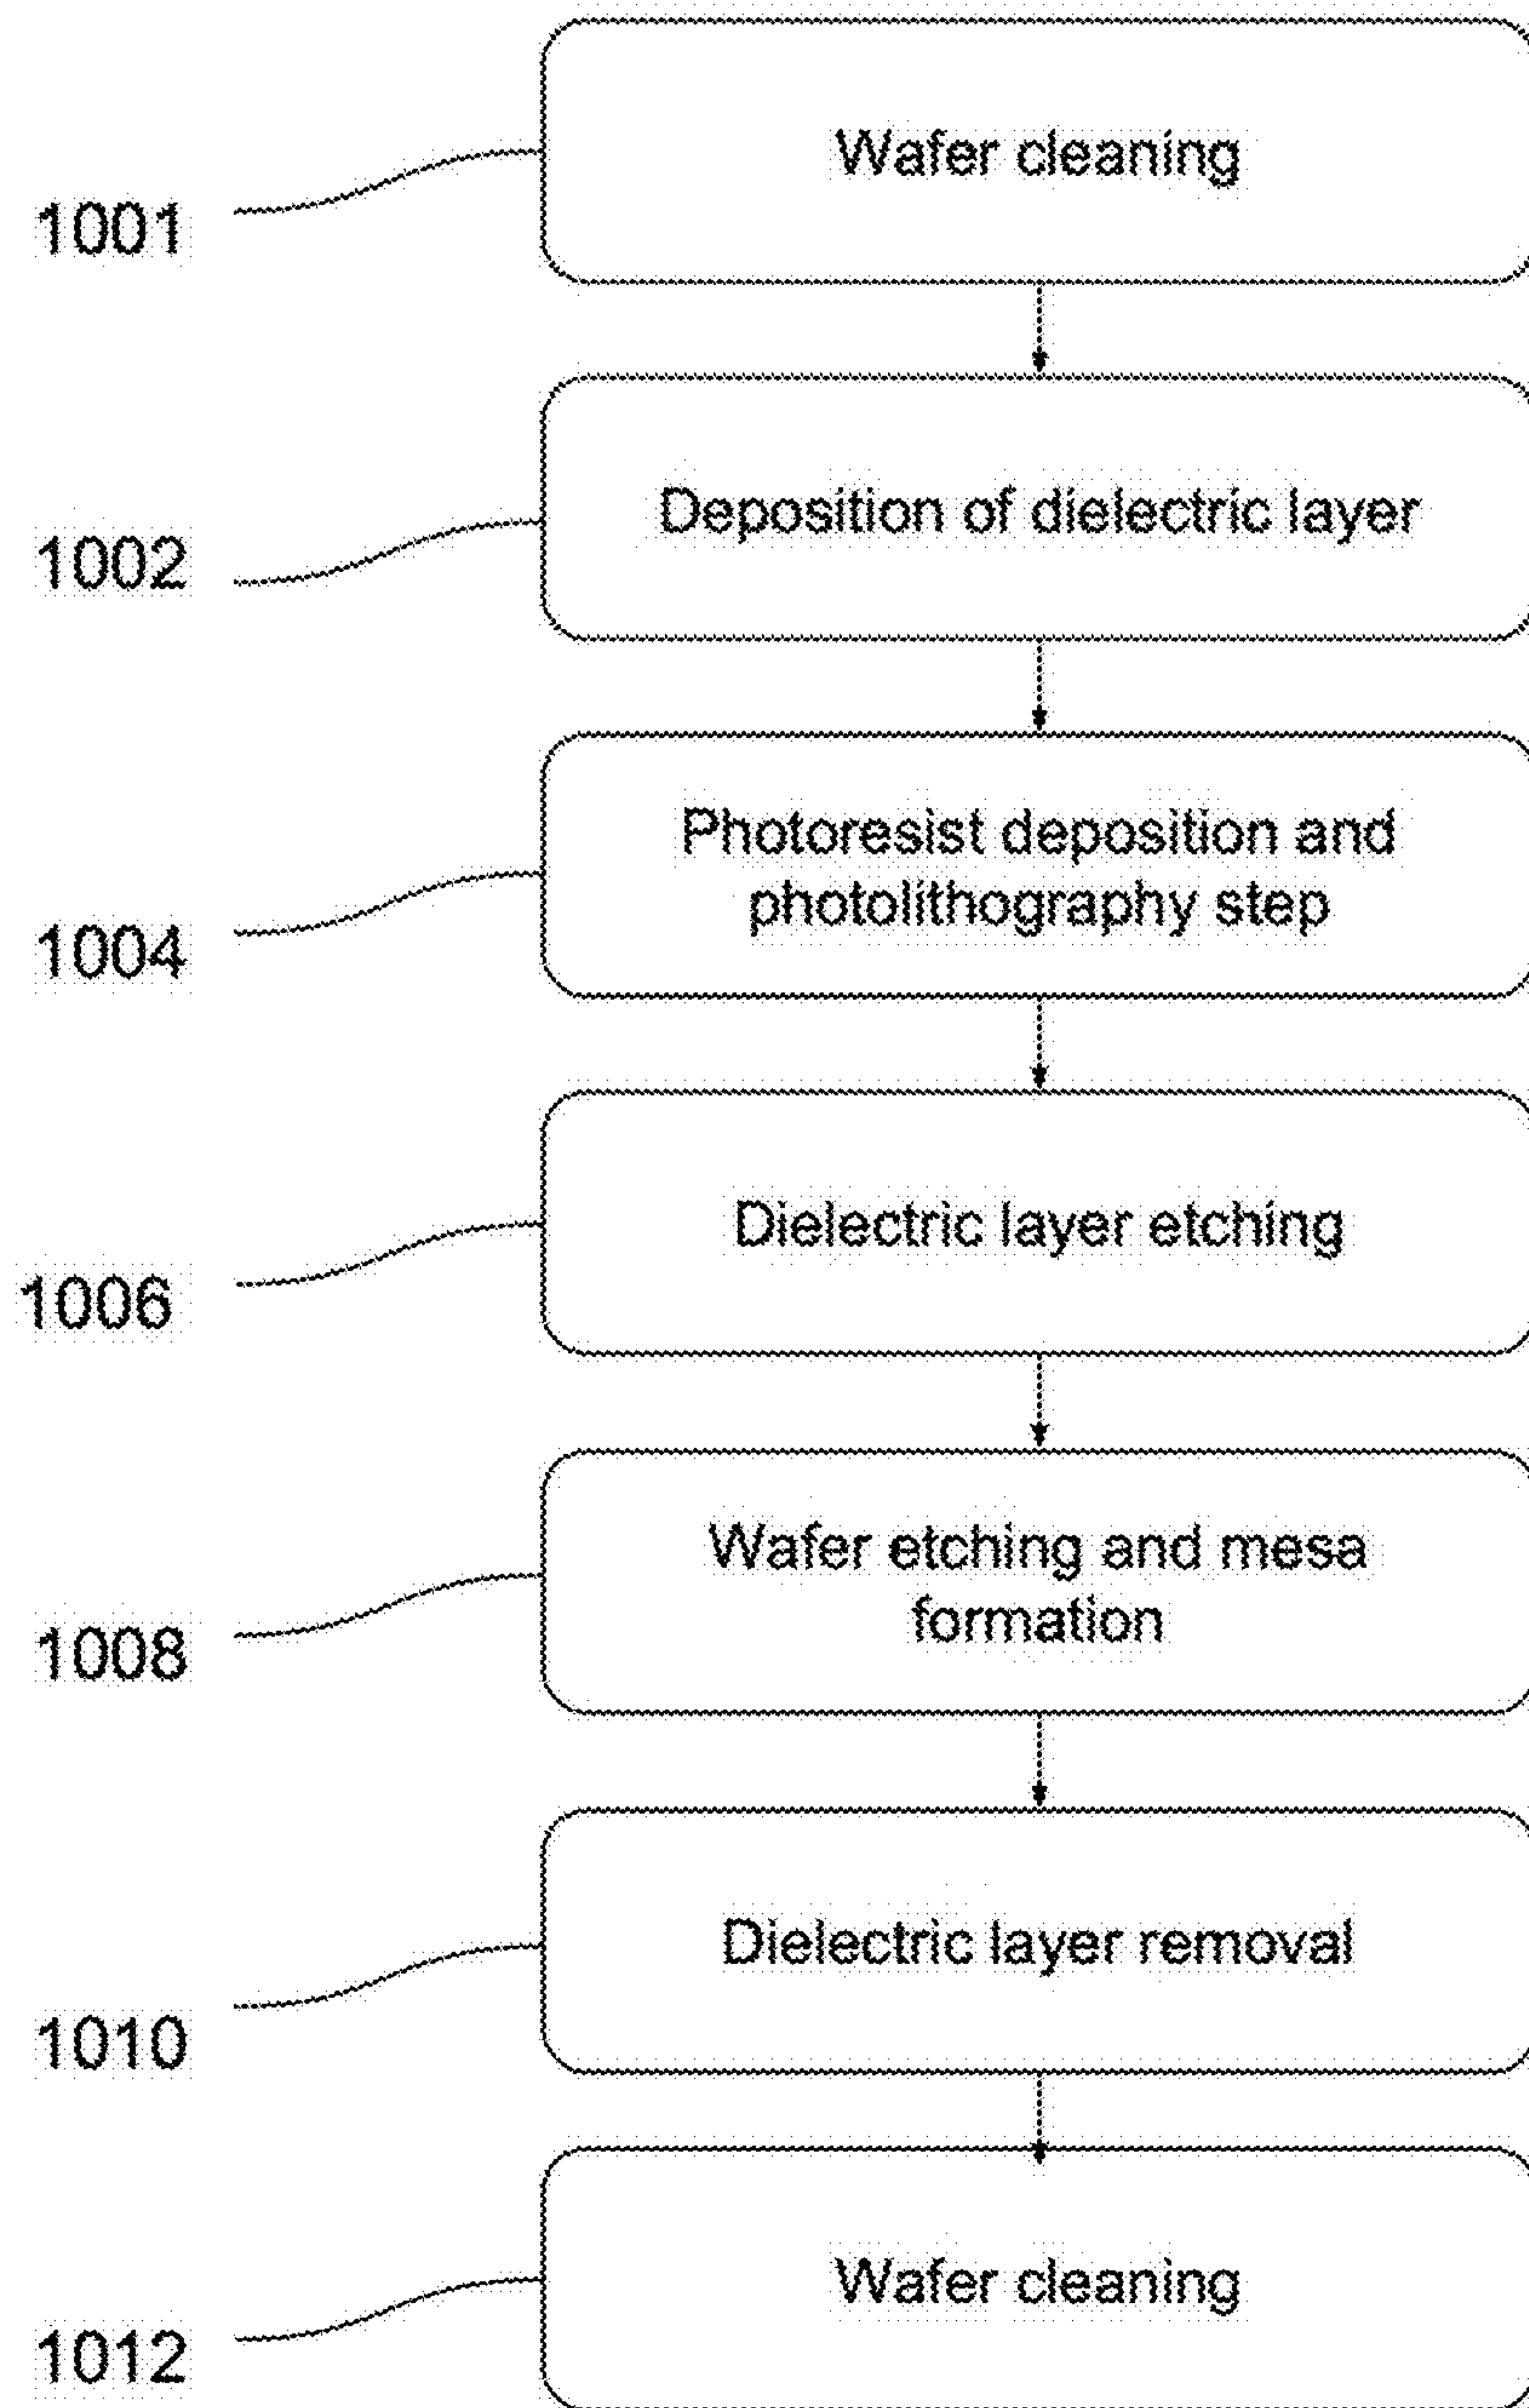 Wafer cleaning
1001
Deposition of dielectric layer
1002
Photoresist deposition and
photolithography step
1004
Dielectric layer etching
1006
Wafer etching and mesa
formation
1008
Dielectric layer removal
1010
Wafer cleaning
1012